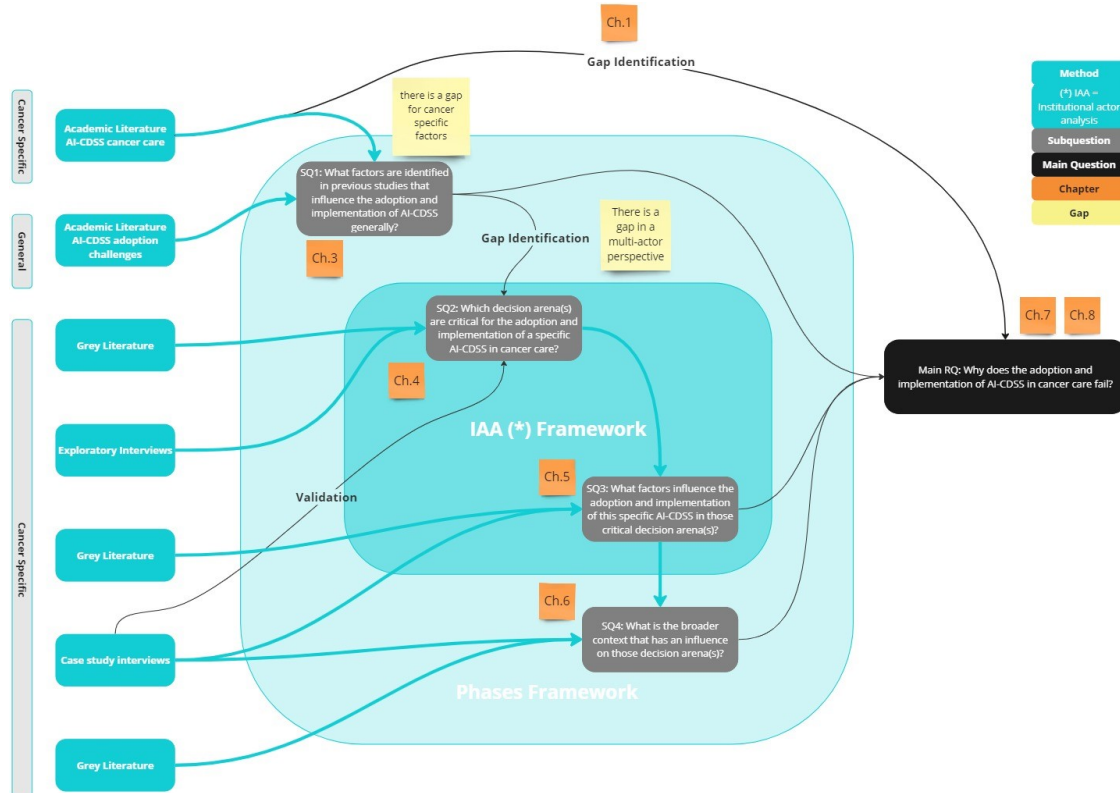 Ch.1
Gap Identification
Method
(*) IAA =
Institutional actor
analysis
Subquestion
Main Question
Chapter
Gap
Cancer Specific
Academic Literature
AI-CDSS cancer care
there is a gap
for cancer
specific
factors
SQ1: What factors are identified
in previous studies that
influence the adoption and
implementation of AI-CDSS
generally?
General
Academic Literature
AI-CDSS adoption
challenges
Ch.3
Gap Identification
There is a
gap in a
multi-actor
perspective
Cancer Specific
Grey Literature
SQ2: Which decision arena(s)
are critical for the adoption and
implementation of a specific
AI-CDSS in cancer care?
Ch.4
Ch.7
Ch.8
Main RQ: Why does the adoption and
implementation of AI-CDSS in cancer care fail?
Exploratory Interviews
IAA (*) Framework
Validation
Ch.5
SQ3: What factors influence the
adoption and implementation
of this specific AI-CDSS in those
critical decision arena(s)?
Grey Literature
Ch.6
SQ4: What is the broader
context that has an influence
on those decision arena(s)?
Case study interviews
Phases Framework
Grey Literature